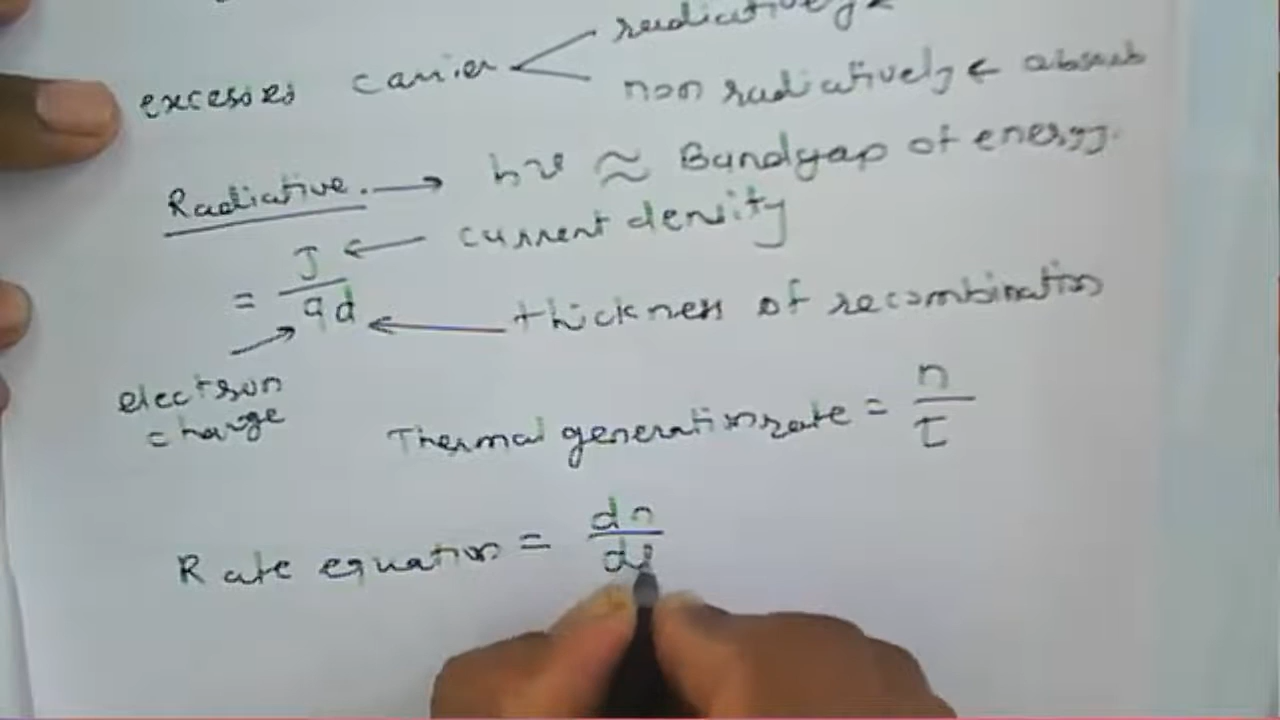 radiatively
excesses carrier
non radiatively ← absorb
Radiative. → hν ≈ Bandgap of energy.
= J/qd ← current density
← thickness of recombination
electron
charge
Thermal generation rate = n/τ
Rate equation = dn/dt